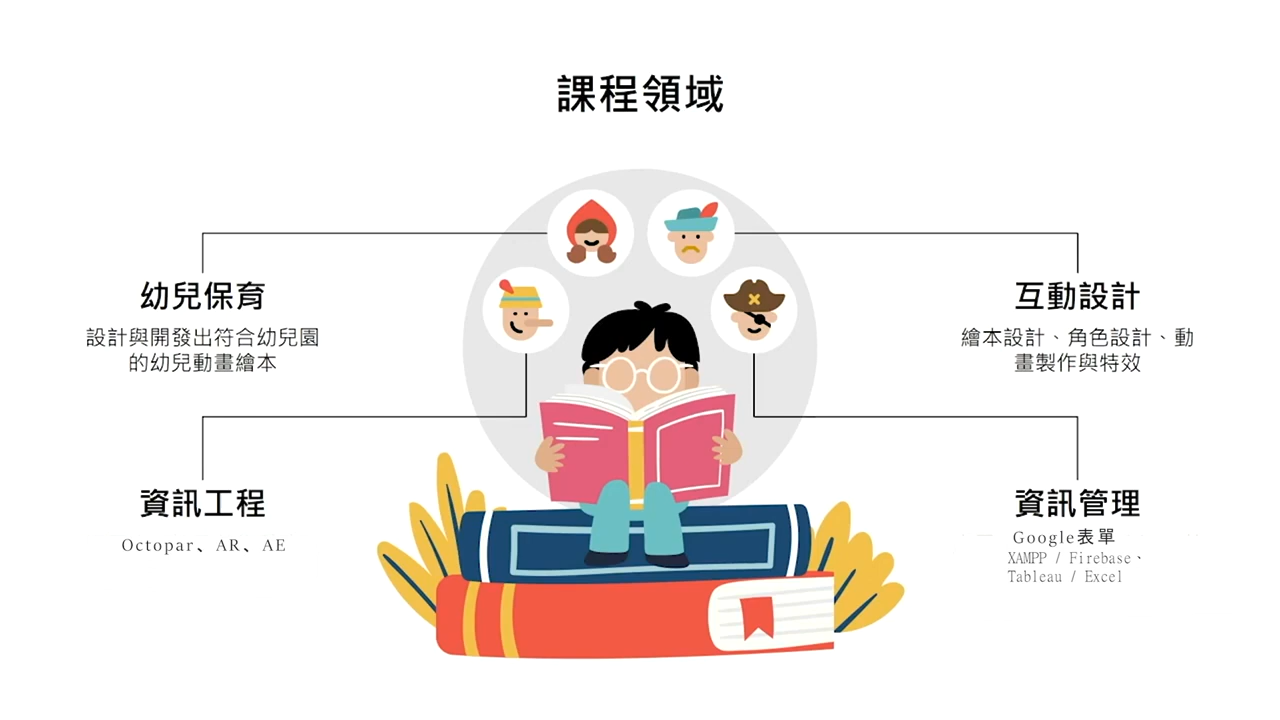 課程領域
幼兒保育
設計與開發出符合幼兒園
的幼兒動畫繪本
互動設計
繪本設計、角色設計、動
畫製作與特效
資訊工程
Octopar、AR、AE
資訊管理
Google表單
XAMPP / Firebase、
Tableau / Excel